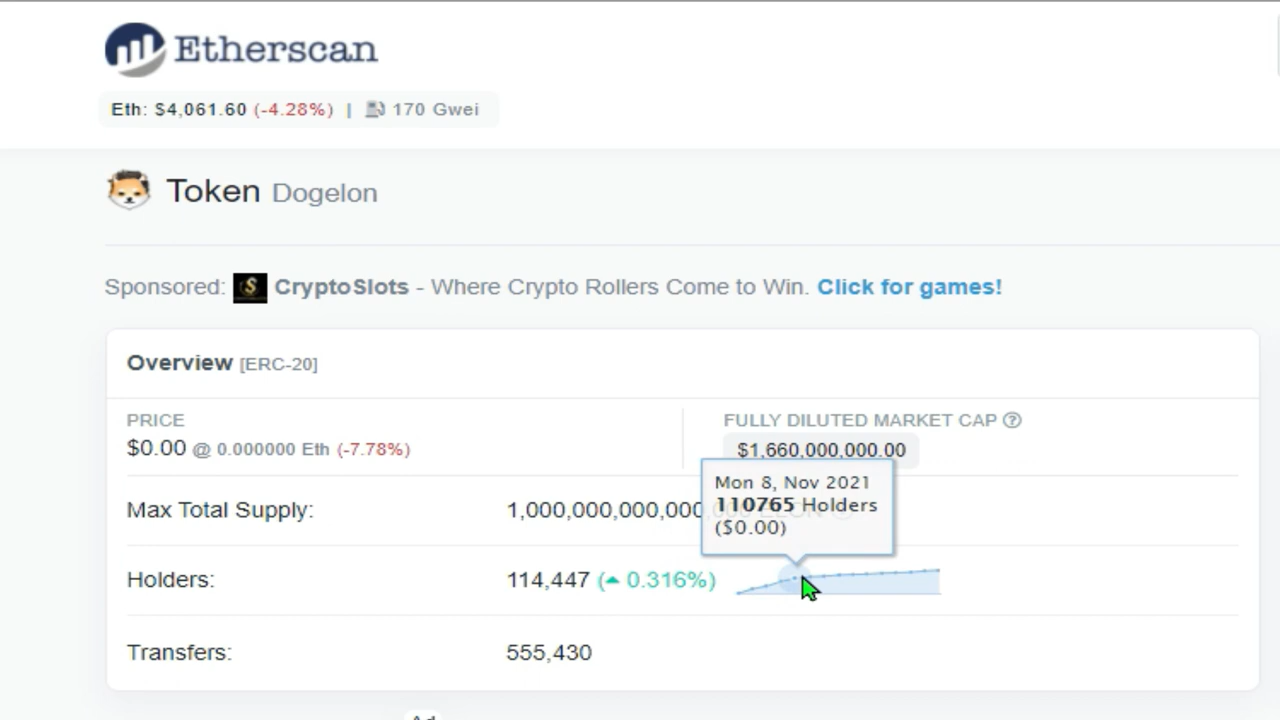 Etherscan
Eth: $4,061.60 (-4.28%) | 170 Gwei
Token Dogelon
Sponsored: CryptoSlots - Where Crypto Rollers Come to Win. Click for games!
Overview [ERC-20]
PRICE
$0.00 @ 0.000000 Eth (-7.78%)
FULLY DILUTED MARKET CAP
$1,660,000,000.00
Mon 8, Nov 2021
110765 Holders
($0.00)
Max Total Supply: 1,000,000,000,000,
Holders: 114,447 (0.316%)
Transfers: 555,430